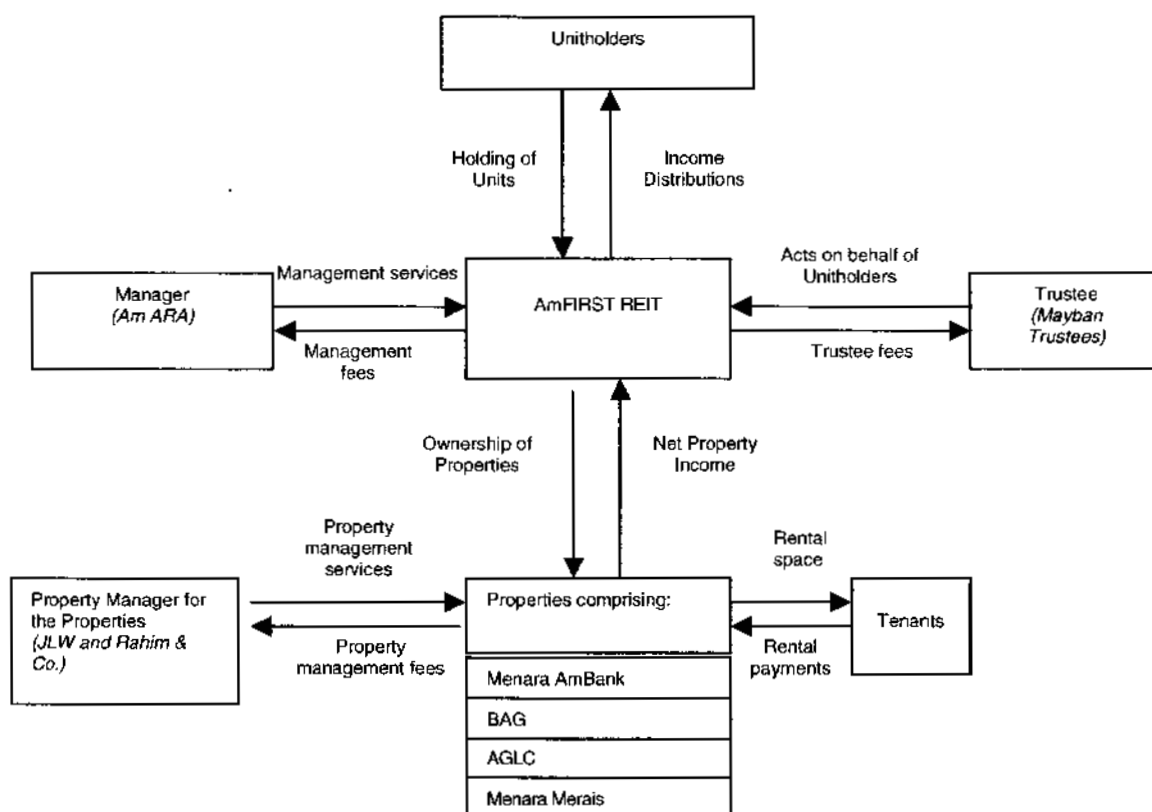 Unitholders
Holding of
Units
Income
Distributions
Manager
(Am ARA)
Management services
Management
fees
AmFIRST REIT
Acts on behalf of
Unitholders
Trustee fees
Trustee
(Mayban
Trustees)
Ownership of
Properties
Net Property
Income
Property Manager for
the Properties
(JLW and Rahim &
Co.)
Property
management
services
Property
management fees
Properties comprising:
Menara AmBank
BAG
AGLC
Menara Merais
Rental
space
Rental
payments
Tenants